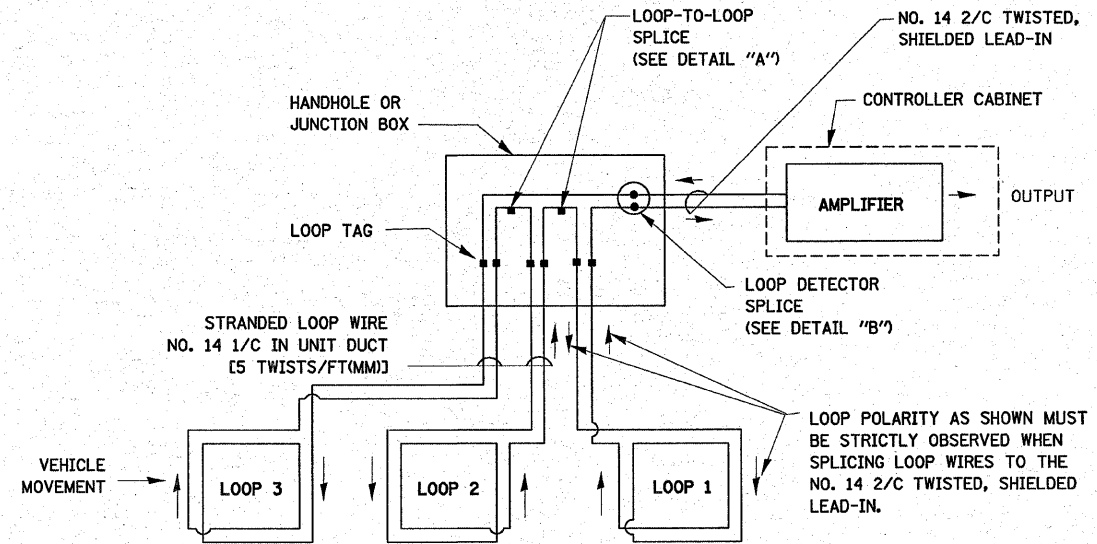 LOOP-TO-LOOP
SPLICE
(SEE DETAIL "A")
NO. 14 2/C TWISTED,
SHIELDED LEAD-IN
HANDHOLE OR
JUNCTION BOX
CONTROLLER CABINET
AMPLIFIER
OUTPUT
LOOP TAG
LOOP DETECTOR
SPLICE
(SEE DETAIL "B")
STRANDED LOOP WIRE
NO. 14 1/C IN UNIT DUCT
[5 TWISTS/FT(MM)]
LOOP POLARITY AS SHOWN MUST
BE STRICTLY OBSERVED WHEN
SPLICING LOOP WIRES TO THE
NO. 14 2/C TWISTED, SHIELDED
LEAD-IN.
VEHICLE
MOVEMENT
LOOP 3
LOOP 2
LOOP 1